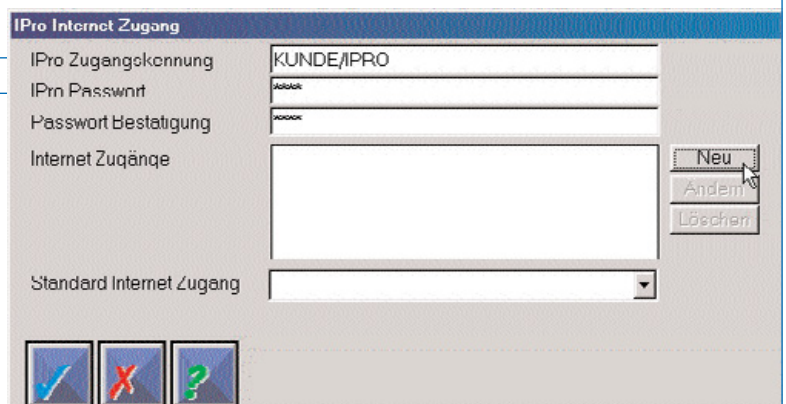 IPro Internet Zugang
IPro Zugangskennung KUNDE/IPRO
IPro Passwort ****
Passwort Bestätigung ****
Internet Zugänge Neu
Ändern
Löschen
Standard Internet Zugang